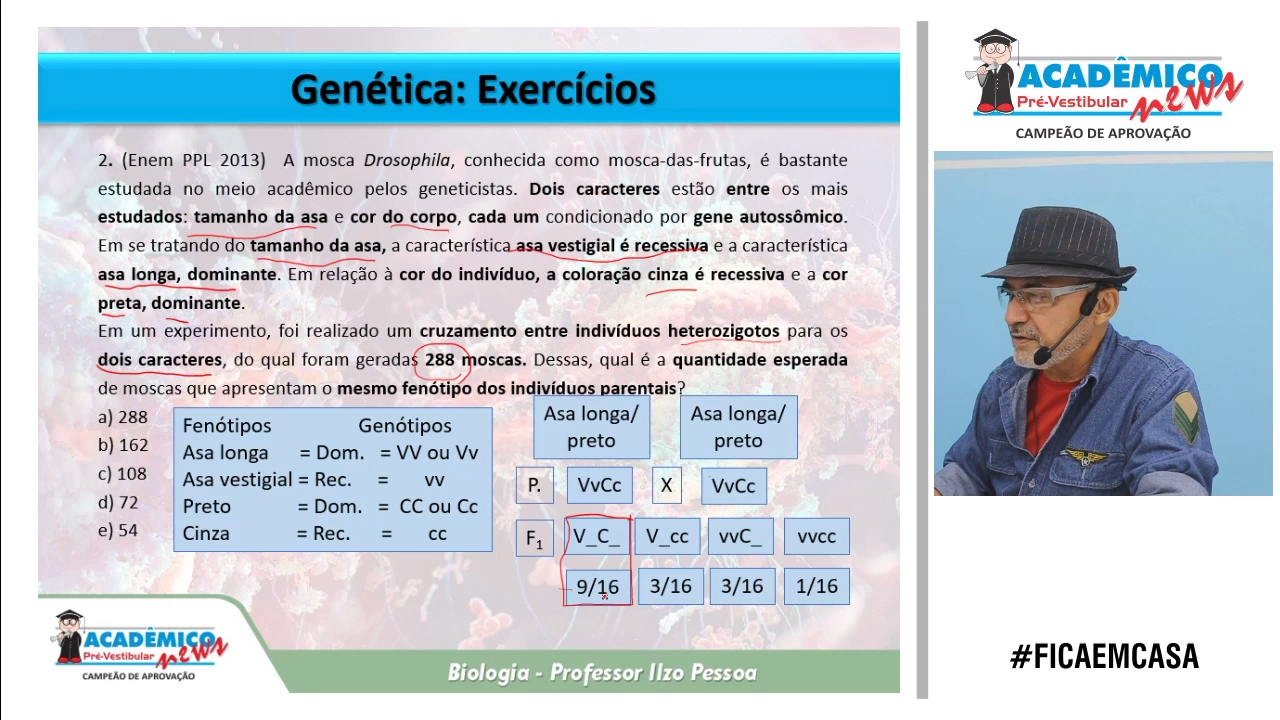 Genética: Exercícios
2. (Enem PPL 2013) A mosca Drosophila, conhecida como mosca-das-frutas, é bastante
estudada no meio acadêmico pelos geneticistas. Dois caracteres estão entre os mais
estudados: tamanho da asa e cor do corpo, cada um condicionado por gene autossômico.
Em se tratando do tamanho da asa, a característica asa vestigial é recessiva e a característica
asa longa, dominante. Em relação à cor do indivíduo, a coloração cinza é recessiva e a cor
preta, dominante.
Em um experimento, foi realizado um cruzamento entre indivíduos heterozigotos para os
dois caracteres, do qual foram geradas 288 moscas. Dessas, qual é a quantidade esperada
de moscas que apresentam o mesmo fenótipo dos indivíduos parentais?
a) 288
b) 162
c) 108
d) 72
e) 54
Fenótipos Genótipos
Asa longa = Dom. = VV ou Vv
Asa vestigial = Rec. = vv
Preto = Dom. = CC ou Cc
Cinza = Rec. = cc
Asa longa/
preto
Asa longa/
preto
P. VvCc X VvCc
F1 V_C_ V_cc vvC_ vvcc
9/16 3/16 3/16 1/16
ACADÊMICO
Pré-Vestibular news
CAMPEÃO DE APROVAÇÃO
Biologia - Professor Ilzo Pessoa
ACADÊMICO
Pré-Vestibular news
CAMPEÃO DE APROVAÇÃO
#FICAEMCASA